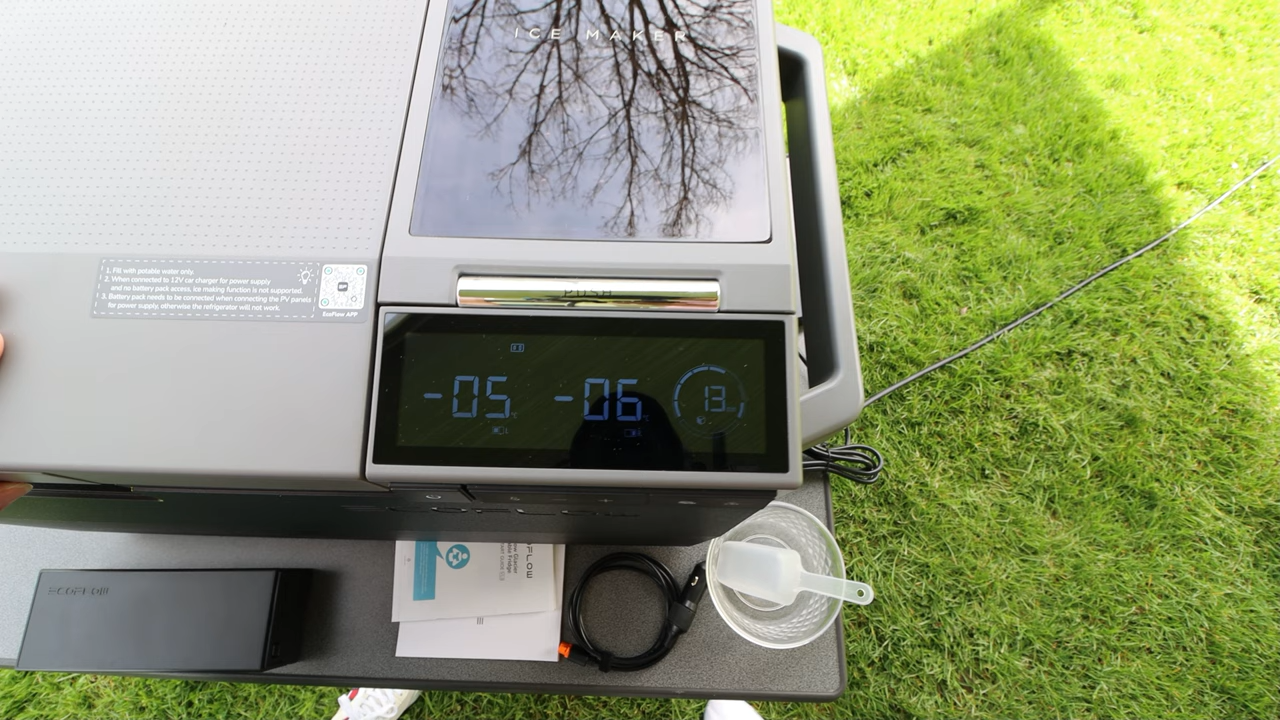 ICE MAKER
1. Fill with potable water only.
2. When connected to 12V car charger for power supply
and no battery pack access, ice making function is not supported.
3. Battery pack needs to be connected when connecting the PV panels
for power supply, otherwise the refrigerator will not work.
EcoFlow APP
PUSH
-05 -06 13
ECOFLOW
ECOFLOW